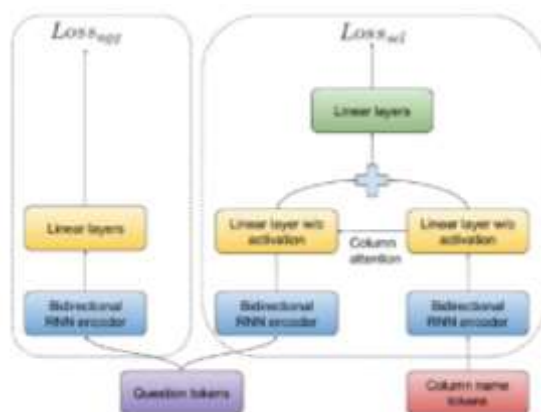 Loss_agg
Loss_sel
Linear layers
Linear layers
Linear layer w/o
activation
Column
attention
Linear layer w/o
activation
Bidirectional
RNN encoder
Bidirectional
RNN encoder
Bidirectional
RNN encoder
Question tokens
Column name
tokens